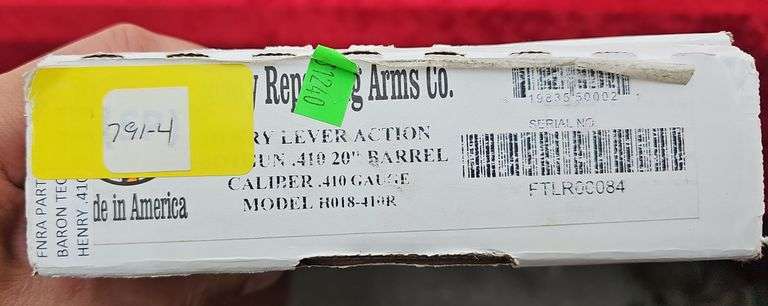 791-4
$1240
Rep g Arms Co.
RY LEVER ACTION
GUN .410 20" BARREL
CALIBER .410 GAUGE
MODEL H018-410R
de in America
FNRA PART
BARON TEC
HENRY .410
SERIAL NO.
FTLR00084